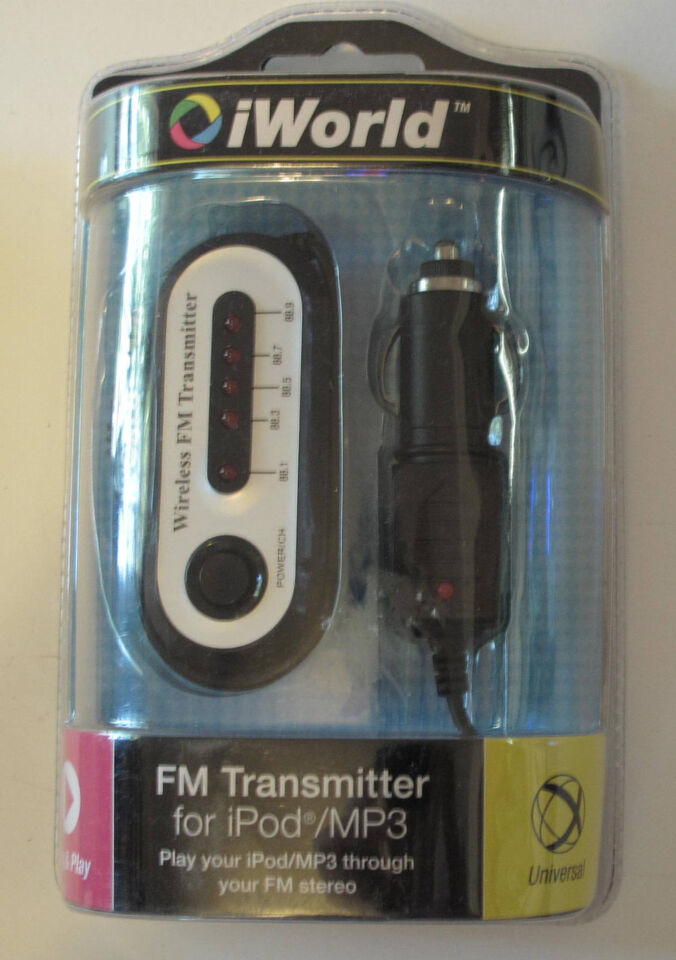 iWorld™
Wireless FM Transmitter
88.9
88.7
88.5
88.3
88.1
POWER/CH
FM Transmitter
for iPod®/MP3
Play your iPod/MP3 through
your FM stereo
Play
Universal